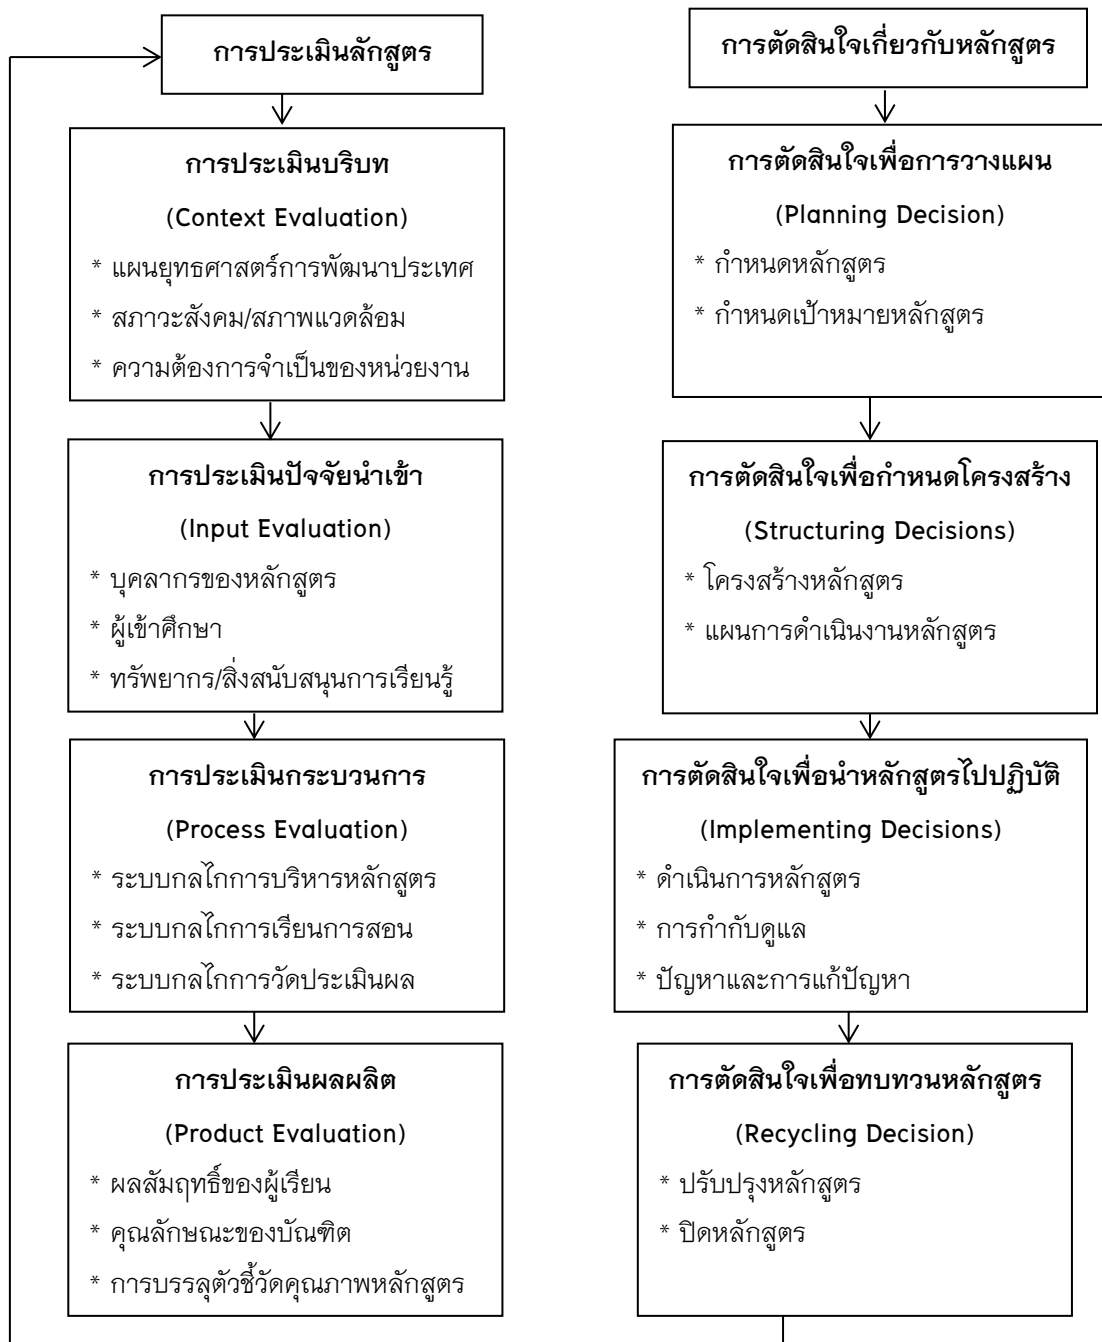 การประเมินลักสูตร
การประเมินบริบท
(Context Evaluation)
* แผนยุทธศาสตร์การพัฒนาประเทศ
* สภาวะสังคม/สภาพแวดล้อม
* ความต้องการจำเป็นของหน่วยงาน
การประเมินปัจจัยนำเข้า
(Input Evaluation)
* บุคลากรของหลักสูตร
* ผู้เข้าศึกษา
* ทรัพยากร/สิ่งสนับสนุนการเรียนรู้
การประเมินกระบวนการ
(Process Evaluation)
* ระบบกลไกการบริหารหลักสูตร
* ระบบกลไกการเรียนการสอน
* ระบบกลไกการวัดประเมินผล
การประเมินผลผลิต
(Product Evaluation)
* ผลสัมฤทธิ์ของผู้เรียน
* คุณลักษณะของบัณฑิต
* การบรรลุตัวชี้วัดคุณภาพหลักสูตร
การตัดสินใจเกี่ยวกับหลักสูตร
การตัดสินใจเพื่อการวางแผน
(Planning Decision)
* กำหนดหลักสูตร
* กำหนดเป้าหมายหลักสูตร
การตัดสินใจเพื่อกำหนดโครงสร้าง
(Structuring Decisions)
* โครงสร้างหลักสูตร
* แผนการดำเนินงานหลักสูตร
การตัดสินใจเพื่อนำหลักสูตรไปปฏิบัติ
(Implementing Decisions)
* ดำเนินการหลักสูตร
* การกำกับดูแล
* ปัญหาและการแก้ปัญหา
การตัดสินใจเพื่อทบทวนหลักสูตร
(Recycling Decision)
* ปรับปรุงหลักสูตร
* ปิดหลักสูตร